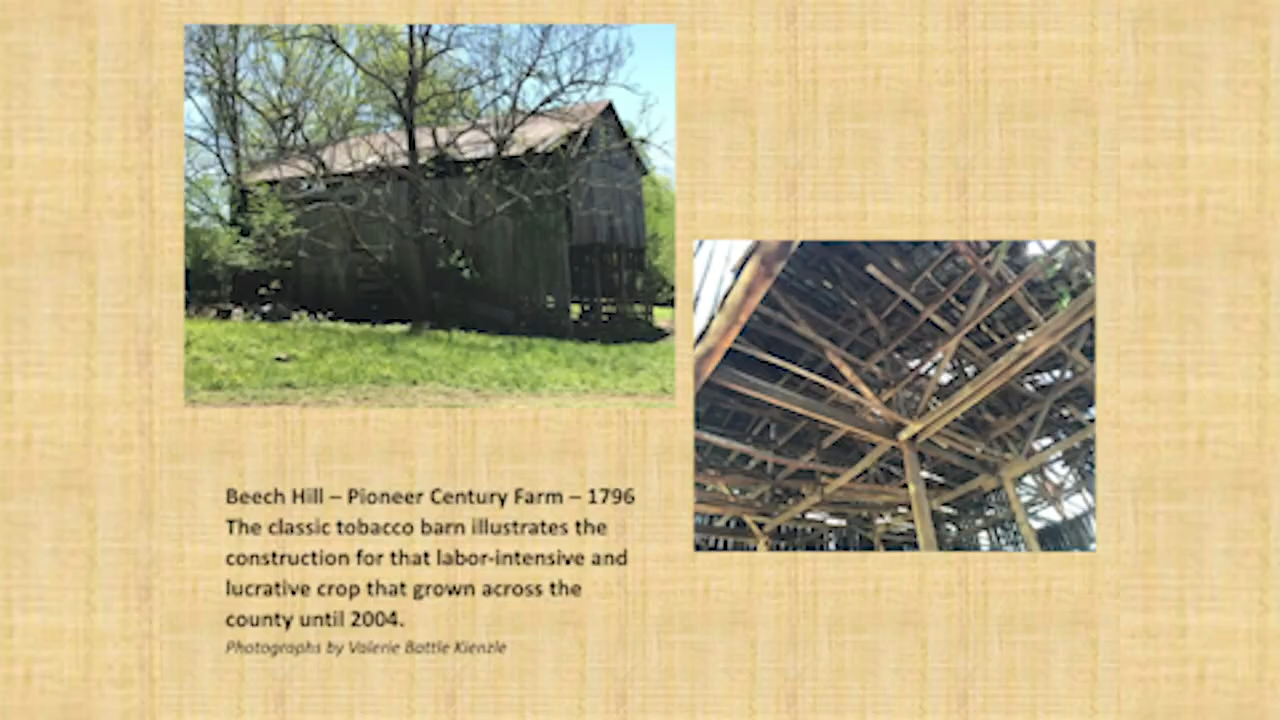 Beech Hill – Pioneer Century Farm – 1796
The classic tobacco barn illustrates the
construction for that labor-intensive and
lucrative crop that grown across the
county until 2004.
Photographs by Valerie Battle Kienzle